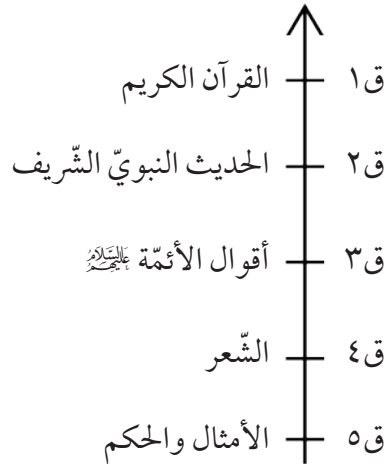 ق١ القرآن الكريم
ق٢ الحديث النبويّ الشّريف
ق٣ أقوال الأئمّة عليهم السلام
ق٤ الشّعر
ق٥ الأمثال والحكم